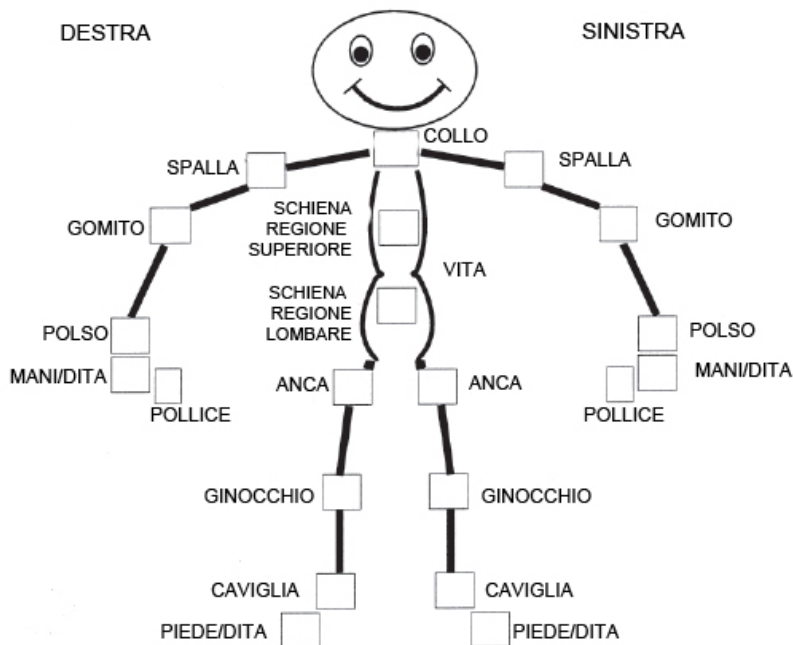 DESTRA
SINISTRA
COLLO
SPALLA
SPALLA
SCHIENA
REGIONE
SUPERIORE
GOMITO
GOMITO
VITA
SCHIENA
REGIONE
LOMBARE
POLSO
POLSO
MANI/DITA
MANI/DITA
ANCA
ANCA
POLLICE
POLLICE
GINOCCHIO
GINOCCHIO
CAVIGLIA
CAVIGLIA
PIEDE/DITA
PIEDE/DITA